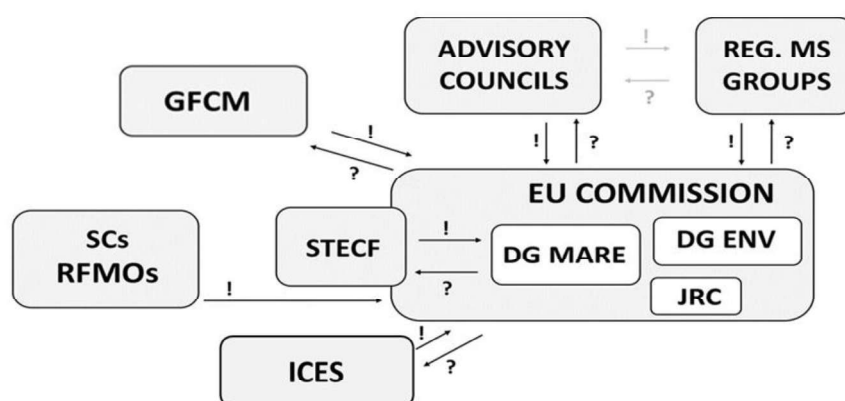 ADVISORY
COUNCILS
!
?
REG. MS
GROUPS
GFCM
!
?
!
?
!
?
EU COMMISSION
SCs
RFMOs
!
STECF
!
?
DG MARE
DG ENV
JRC
ICES
!
?